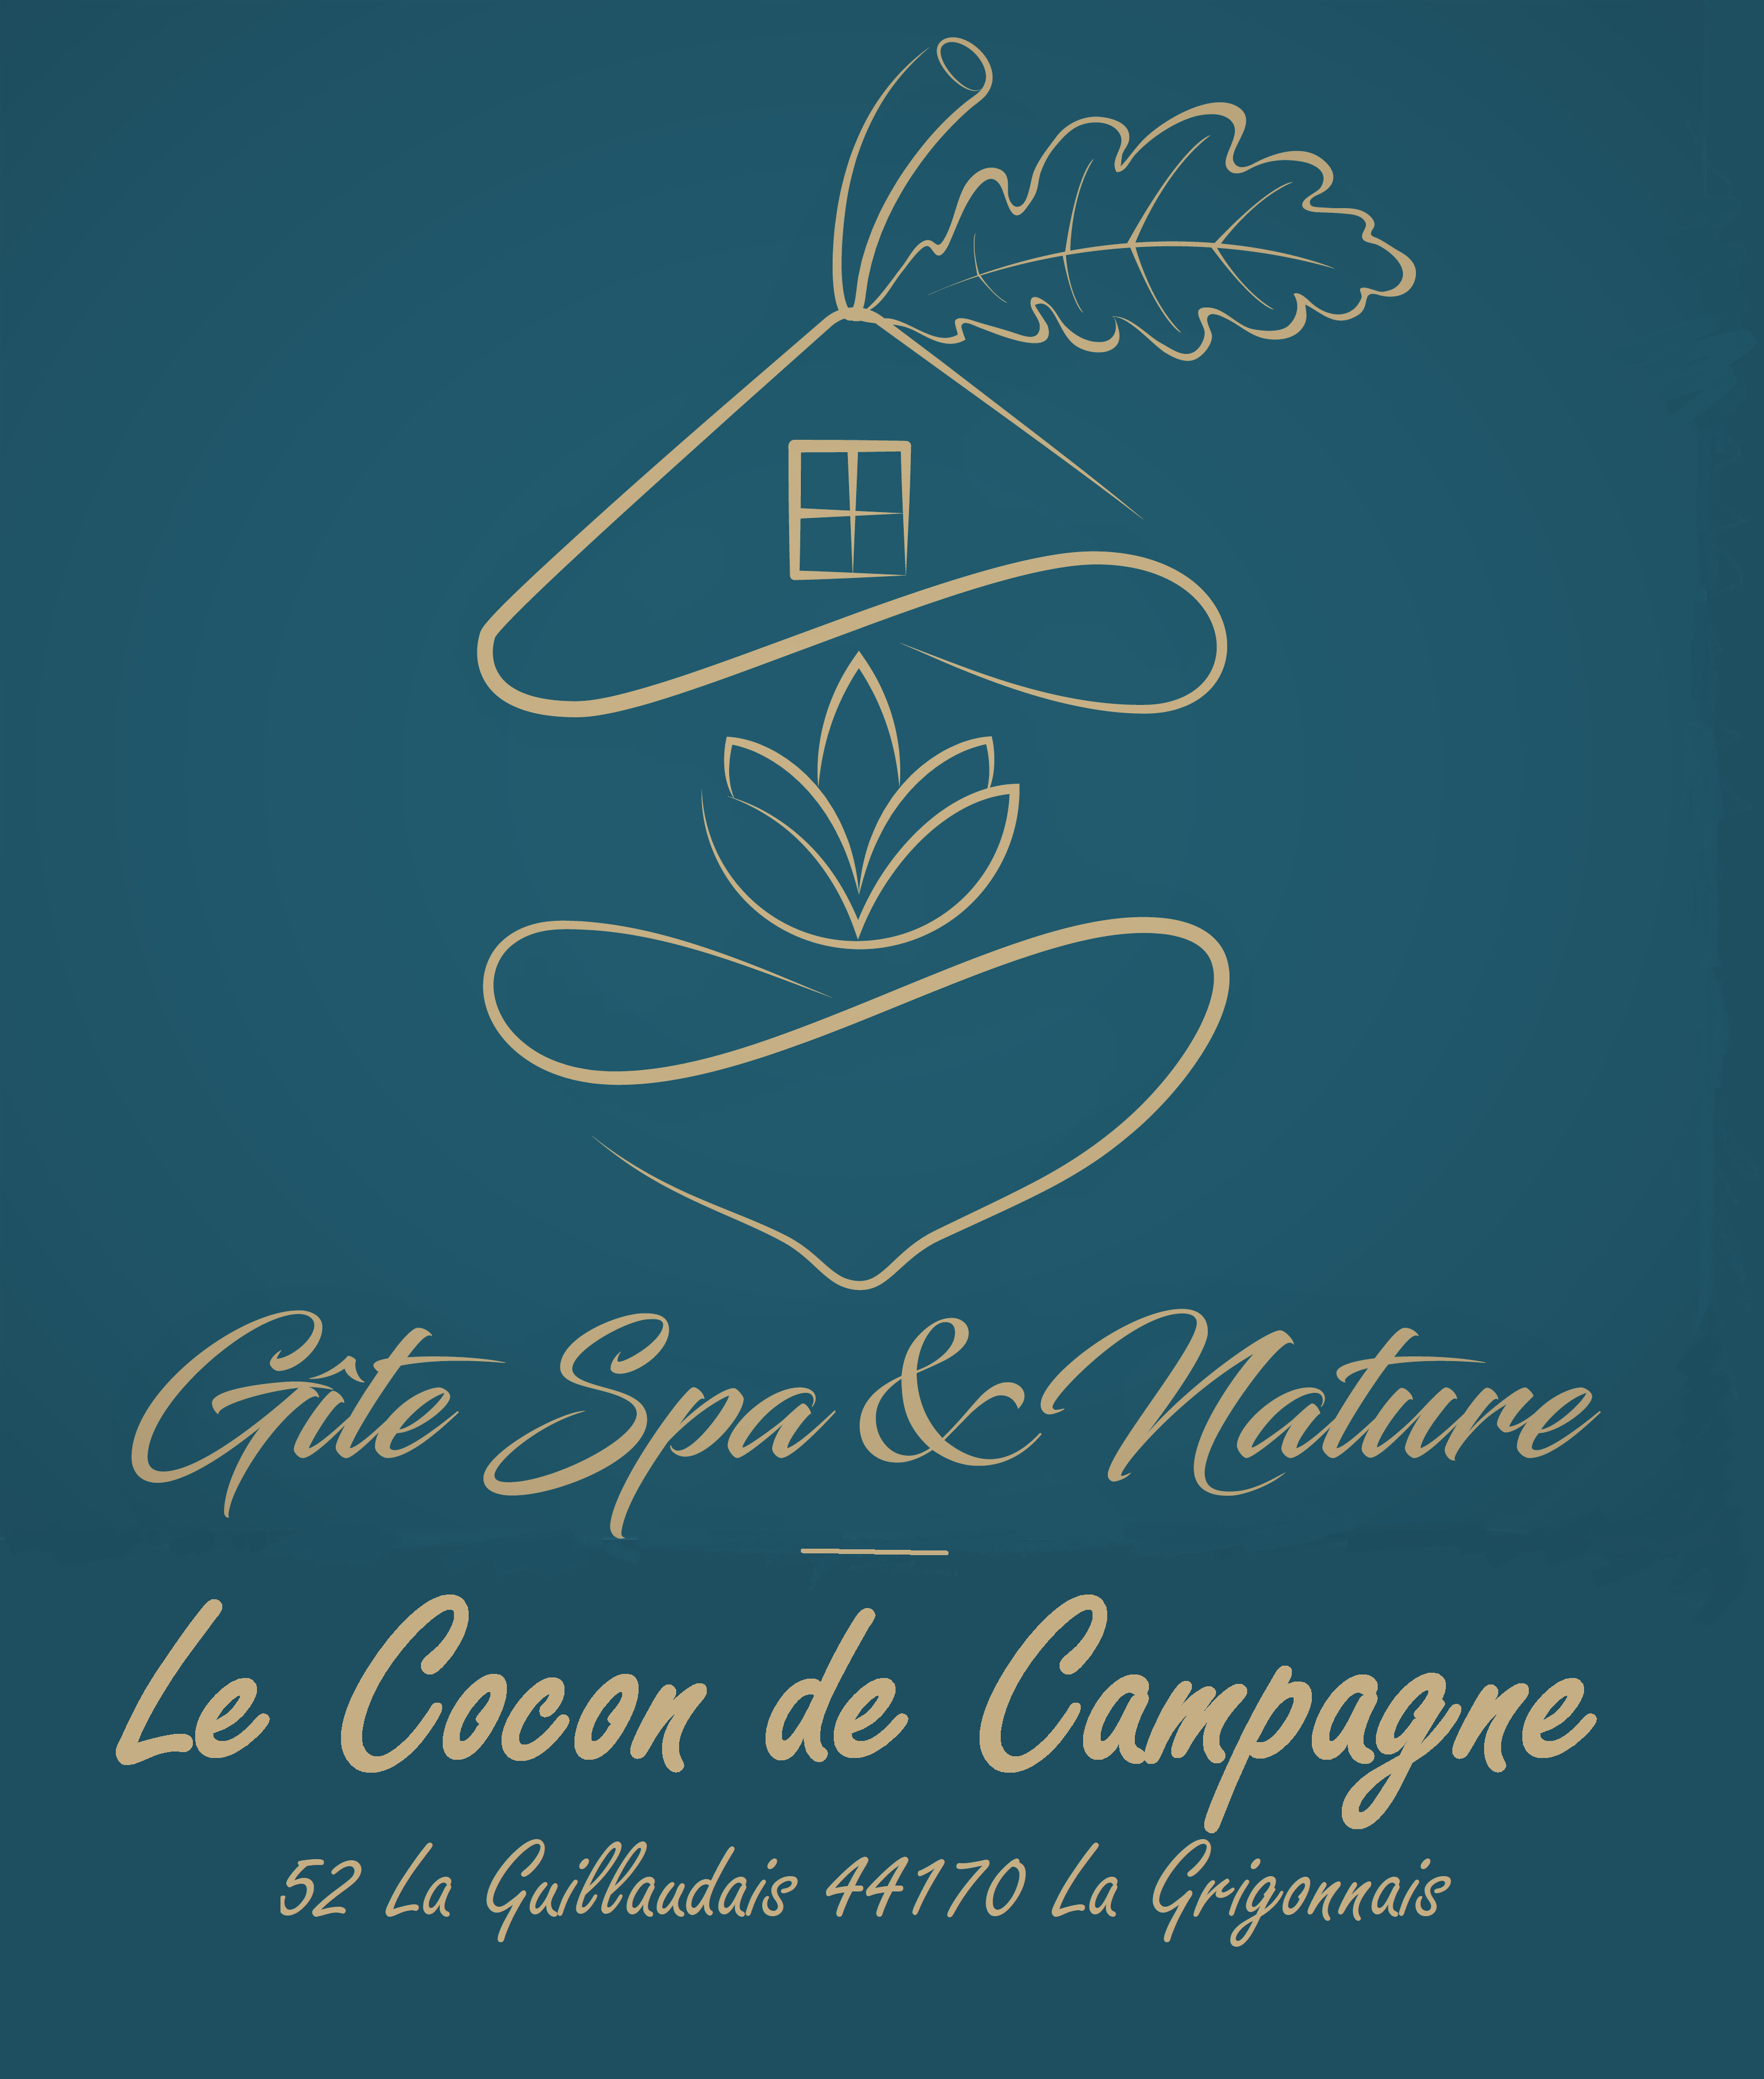 Gîte Spa & Nature
Le Cocon de Campagne
52 La Guillaudais 44170 La Grigonnais